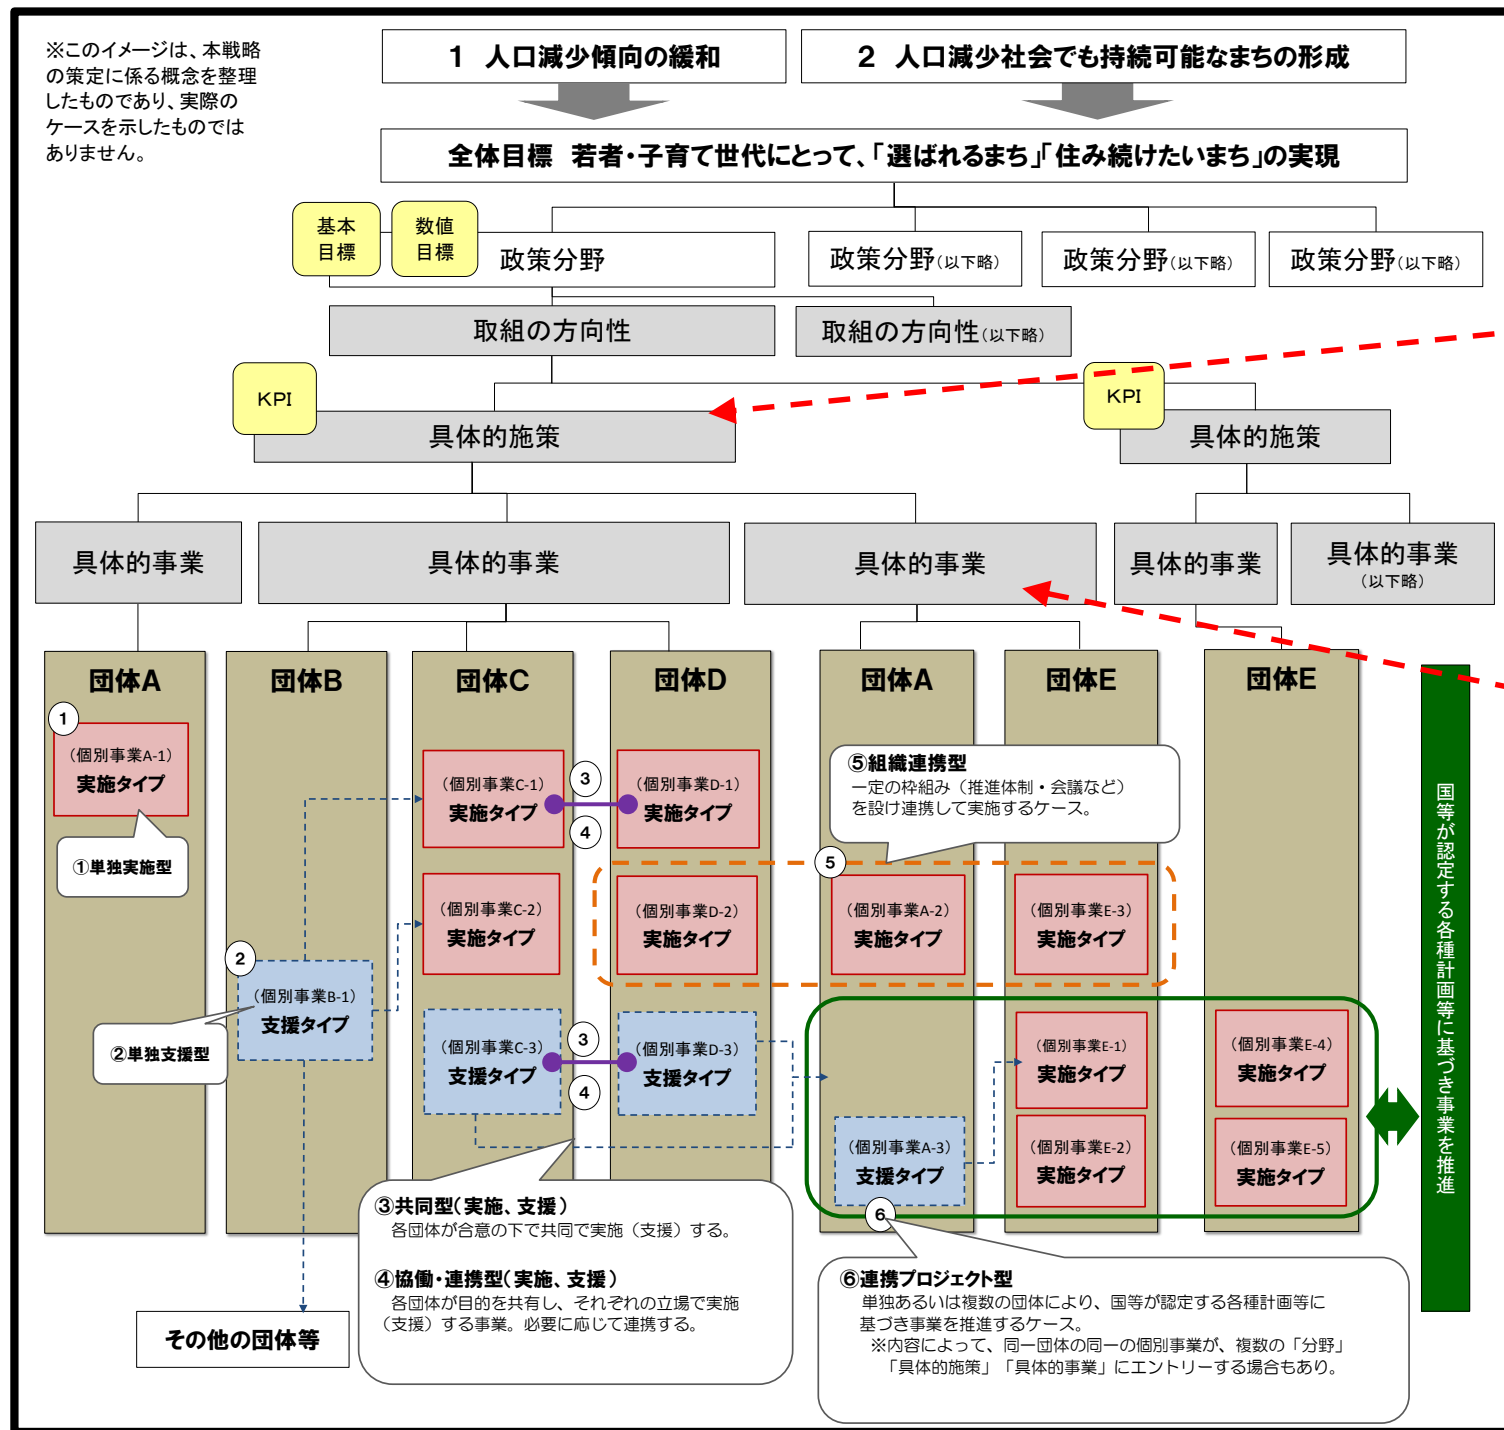 ※このイメージは、本戦略
の策定に係る概念を整理
したものであり、実際の
ケースを示したものでは
ありません。
1 人口減少傾向の緩和
2 人口減少社会でも持続可能なまちの形成
全体目標 若者・子育て世代にとって、「選ばれるまち」「住み続けたいまち」の実現
基本
目標
数値
目標
政策分野
政策分野(以下略)
政策分野(以下略)
政策分野(以下略)
取組の方向性
取組の方向性(以下略)
KPI
具体的施策
KPI
具体的施策
具体的事業
具体的事業
具体的事業
具体的事業
具体的事業
(以下略)
団体A
団体B
団体C
団体D
団体A
団体E
団体E
1
(個別事業A-1)
実施タイプ
①単独実施型
(個別事業C-1)
実施タイプ
3
4
(個別事業D-1)
実施タイプ
⑤組織連携型
一定の枠組み（推進体制・会議など）
を設け連携して実施するケース。
5
(個別事業C-2)
実施タイプ
(個別事業D-2)
実施タイプ
(個別事業A-2)
実施タイプ
(個別事業E-3)
実施タイプ
2
(個別事業B-1)
支援タイプ
②単独支援型
(個別事業C-3)
支援タイプ
3
4
(個別事業D-3)
支援タイプ
(個別事業E-1)
実施タイプ
(個別事業E-4)
実施タイプ
(個別事業A-3)
支援タイプ
(個別事業E-2)
実施タイプ
(個別事業E-5)
実施タイプ
6
国等が認定する各種計画等に基づき事業を推進
③共同型(実施、支援)
各団体が合意の下で共同で実施（支援）する。
④協働・連携型(実施、支援)
各団体が目的を共有し、それぞれの立場で実施
（支援）する事業。必要に応じて連携する。
⑥連携プロジェクト型
単独あるいは複数の団体により、国等が認定する各種計画等に
基づき事業を推進するケース。
※内容によって、同一団体の同一の個別事業が、複数の「分野」
「具体的施策」「具体的事業」にエントリーする場合もあり。
その他の団体等